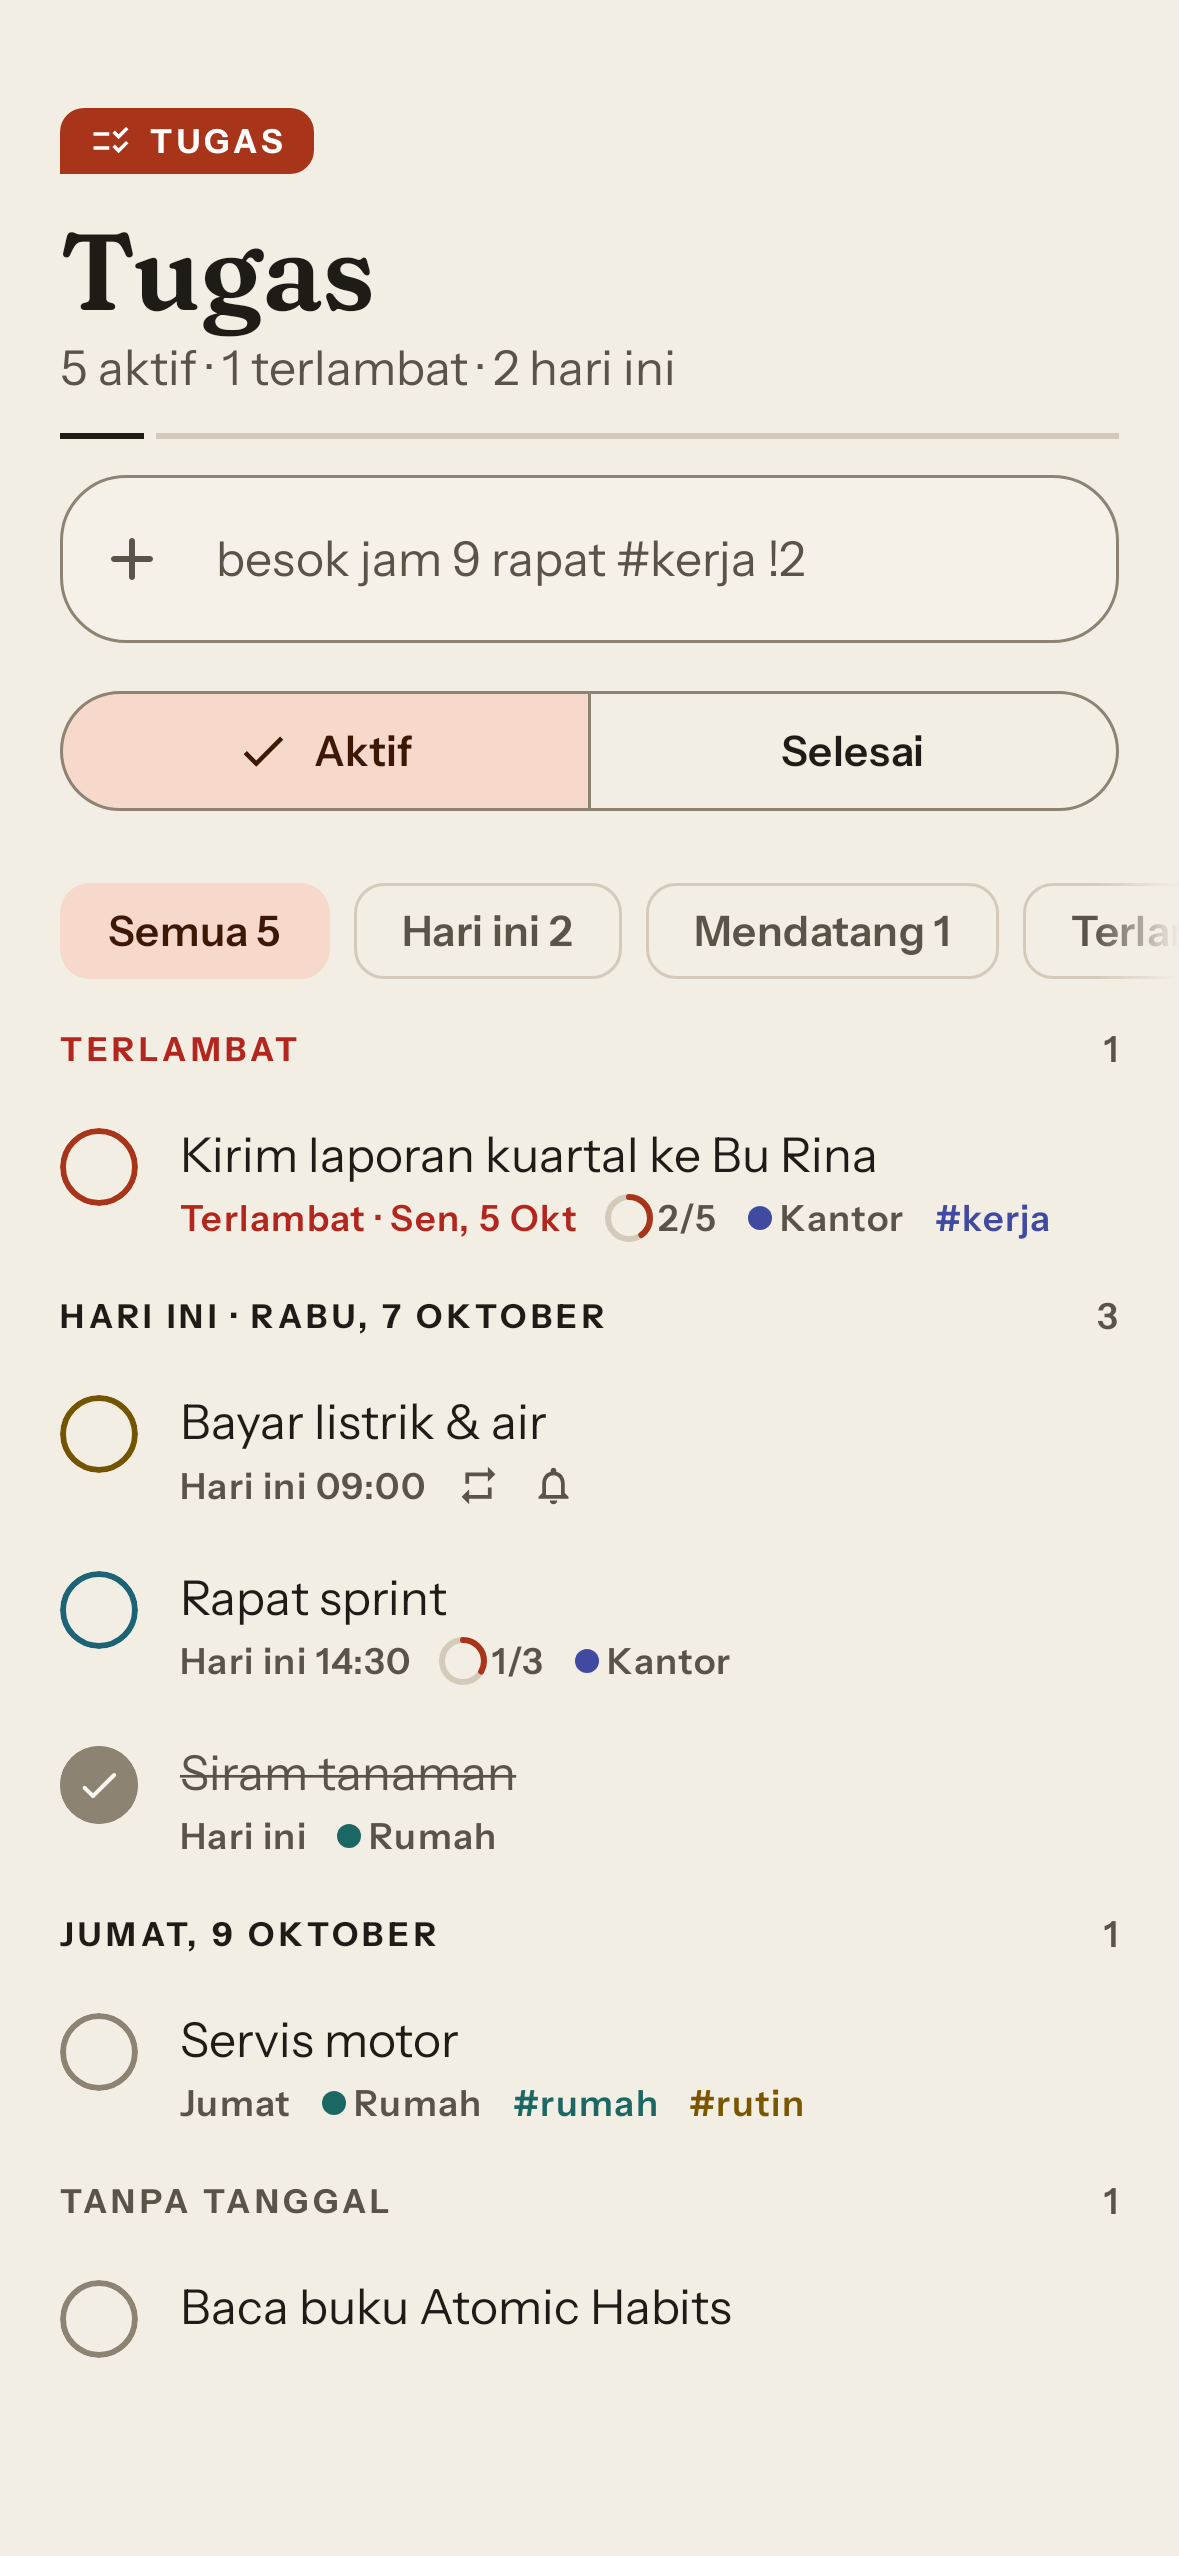 TUGAS
Tugas
5 aktif · 1 terlambat · 2 hari ini
besok jam 9 rapat #kerja !2
Aktif
Selesai
Semua 5
Hari ini 2
Mendatang 1
TERLAMBAT 1
Kirim laporan kuartal ke Bu Rina
Terlambat · Sen, 5 Okt 2/5 Kantor #kerja
HARI INI · RABU, 7 OKTOBER 3
Bayar listrik & air
Hari ini 09:00
Rapat sprint
Hari ini 14:30 1/3 Kantor
Siram tanaman
Hari ini Rumah
JUMAT, 9 OKTOBER 1
Servis motor
Jumat Rumah #rumah #rutin
TANPA TANGGAL 1
Baca buku Atomic Habits